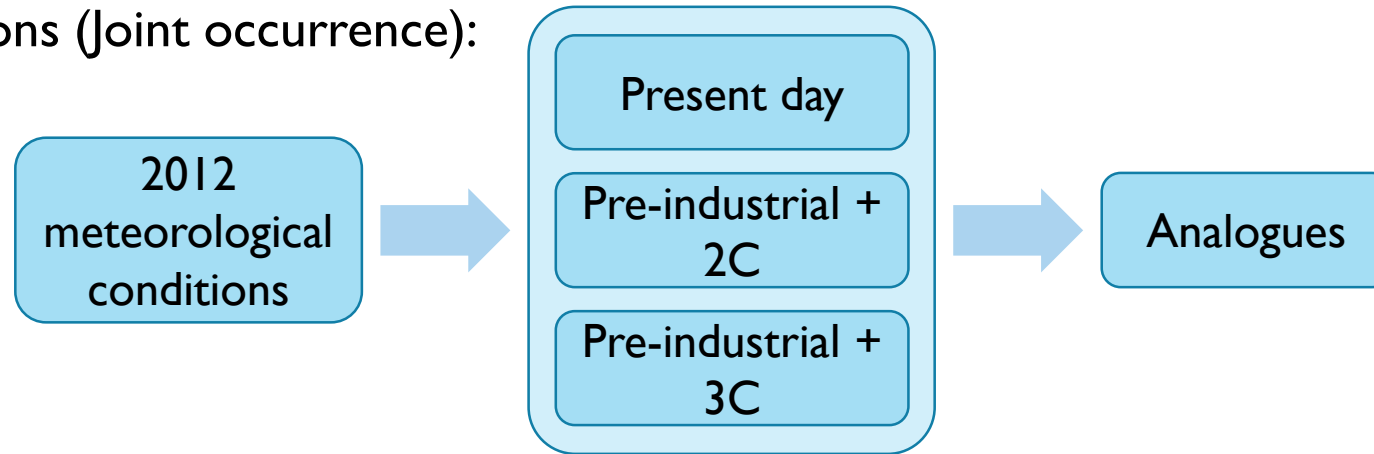 ons (Joint occurrence):
2012
meteorological
conditions
Present day
Pre-industrial +
2C
Pre-industrial +
3C
Analogues